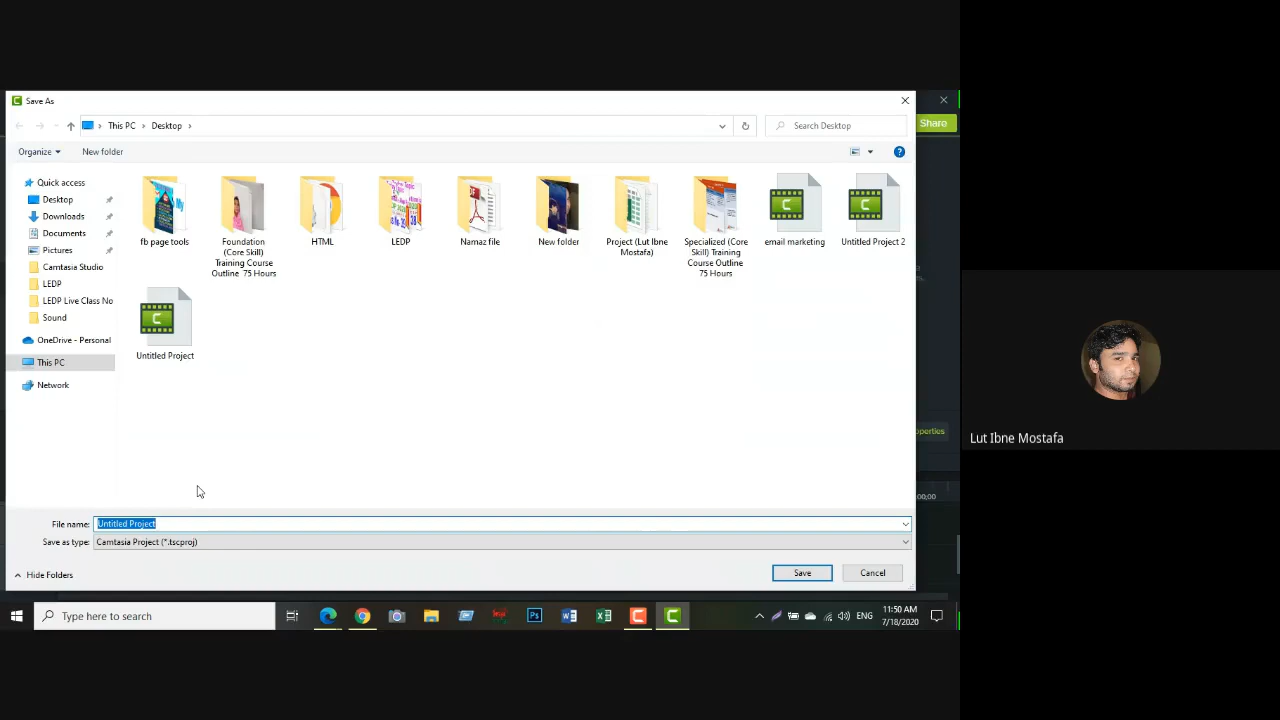 Save As
Share
This PC
Desktop
Search Desktop
Organize
New folder
Quick access
Desktop
Downloads
Documents
Pictures
Camtasia Studio
LEDP
LEDP Live Class No
Sound
OneDrive - Personal
This PC
Network
fb page tools
Foundation
(Core Skill)
Training Course
Outline 75 Hours
HTML
LEDP
Namaz file
New folder
Project (Lut Ibne
Mostafa)
Specialized (Core
Skill) Training
Course Outline
75 Hours
email marketing
Untitled Project 2
Untitled Project
operties
00;00
File name:
Untitled Project
Save as type:
Camtasia Project (*.tscproj)
Hide Folders
Save
Cancel
Type here to search
ENG
11:50 AM
7/18/2020
Lut Ibne Mostafa